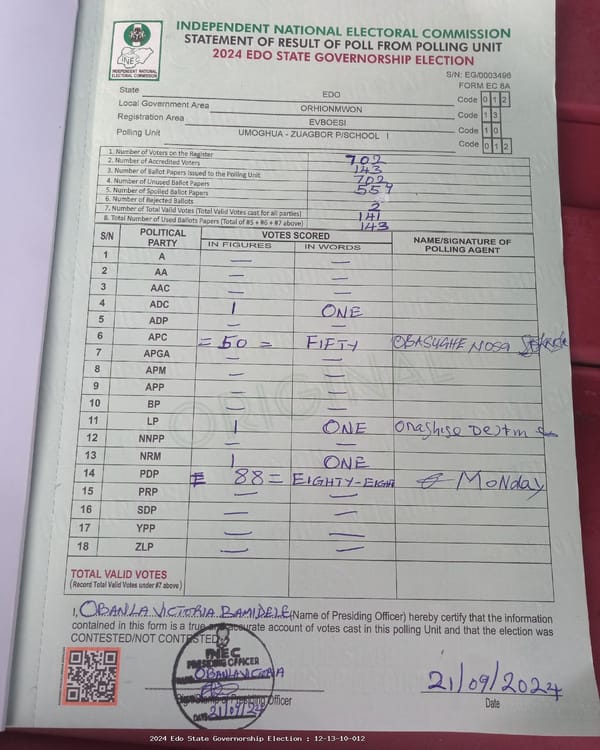 INDEPENDENT NATIONAL ELECTORAL COMMISSION
STATEMENT OF RESULT OF POLL FROM POLLING UNIT
2024 EDO STATE GOVERNORSHIP ELECTION
INEC
INDEPENDENT NATIONAL
ELECTORAL COMMISSION
S/N: EG/0003496
FORM EC 8A
State EDO Code 0 1 2
Local Government Area ORHIONMWON Code 1 3
Registration Area EVBOESI Code 1 0
Polling Unit UMOGHUA - ZUAGBOR P/SCHOOL I Code 0 1 2
1. Number of Voters on the Register 702
2. Number of Accredited Voters 143
3. Number of Ballot Papers Issued to the Polling Unit 702
4. Number of Unused Ballot Papers 559
5. Number of Spoiled Ballot Papers
6. Number of Rejected Ballots 2
7. Number of Total Valid Votes (Total Valid Votes cast for all parties) 141
8. Total Number of Used Ballots Papers (Total of #5 + #6 + #7 above) 143
S/N POLITICAL PARTY VOTES SCORED NAME/SIGNATURE OF POLLING AGENT
IN FIGURES IN WORDS
1 A — —
2 AA — —
3 AAC — —
4 ADC 1 ONE
5 ADP — —
6 APC = 50 = FIFTY OBASUGHE NOSA
7 APGA — —
8 APM — —
9 APP — —
10 BP — —
11 LP 1 ONE
12 NNPP — —
13 NRM 1 ONE
14 PDP = 88 = EIGHTY-EIGHT Monday
15 PRP — —
16 SDP — —
17 YPP — —
18 ZLP — —
ORIGINAL
TOTAL VALID VOTES
(Record Total Valid Votes under #7 above)
I, OBANLA VICTORIA BAMIDELE (Name of Presiding Officer) hereby certify that the information
contained in this form is a true and accurate account of votes cast in this polling Unit and that the election was
CONTESTED/NOT CONTESTED
INEC
PRESIDING OFFICER
OBANLA VICTORIA
DATE 21/09/24
Officer
21/09/2024
Date
2024 Edo State Governorship Election : 12-13-10-012